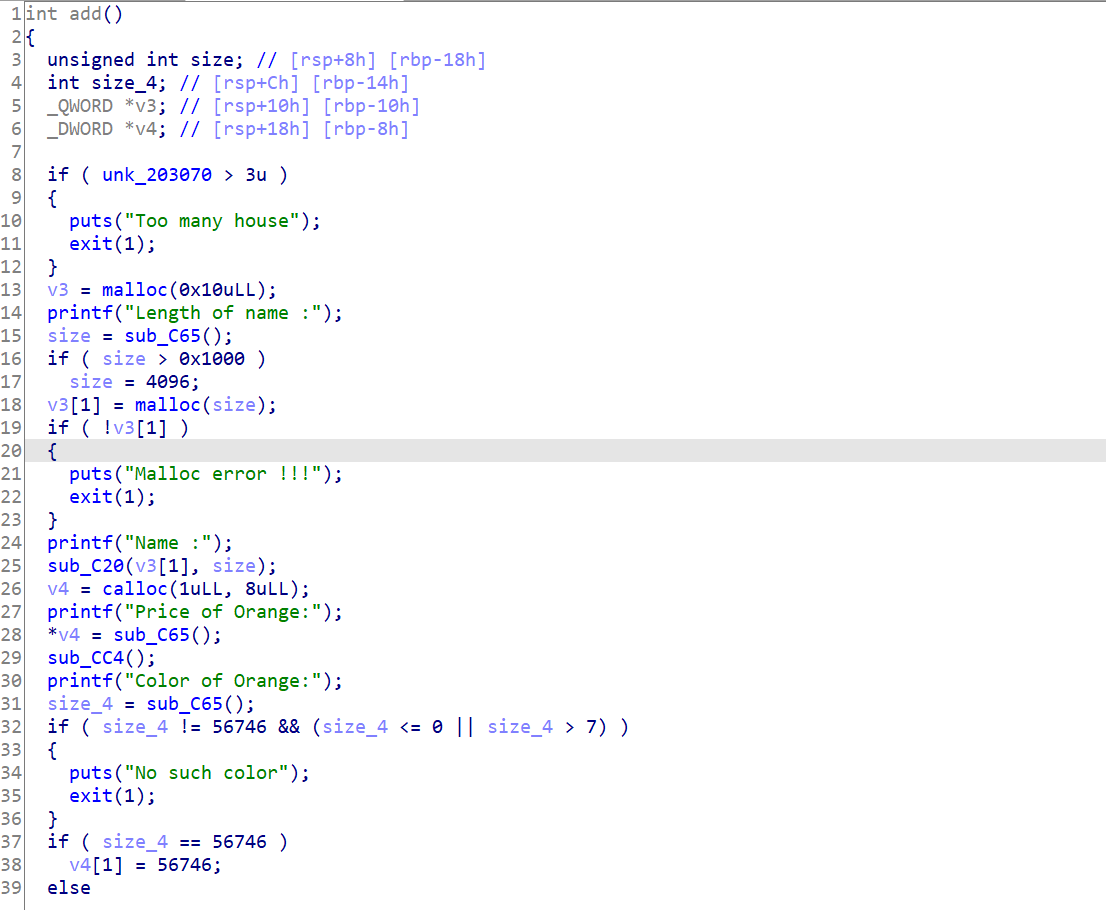 1 int add()
2 {
3   unsigned int size; // [rsp+8h] [rbp-18h]
4   int size_4; // [rsp+Ch] [rbp-14h]
5   _QWORD *v3; // [rsp+10h] [rbp-10h]
6   _DWORD *v4; // [rsp+18h] [rbp-8h]
7
8   if ( unk_203070 > 3u )
9   {
10     puts("Too many house");
11     exit(1);
12   }
13   v3 = malloc(0x10uLL);
14   printf("Length of name :");
15   size = sub_C65();
16   if ( size > 0x1000 )
17     size = 4096;
18   v3[1] = malloc(size);
19   if ( !v3[1] )
20   {
21     puts("Malloc error !!!");
22     exit(1);
23   }
24   printf("Name :");
25   sub_C20(v3[1], size);
26   v4 = calloc(1uLL, 8uLL);
27   printf("Price of Orange:");
28   *v4 = sub_C65();
29   sub_CC4();
30   printf("Color of Orange:");
31   size_4 = sub_C65();
32   if ( size_4 != 56746 && (size_4 <= 0 || size_4 > 7) )
33   {
34     puts("No such color");
35     exit(1);
36   }
37   if ( size_4 == 56746 )
38     v4[1] = 56746;
39   else